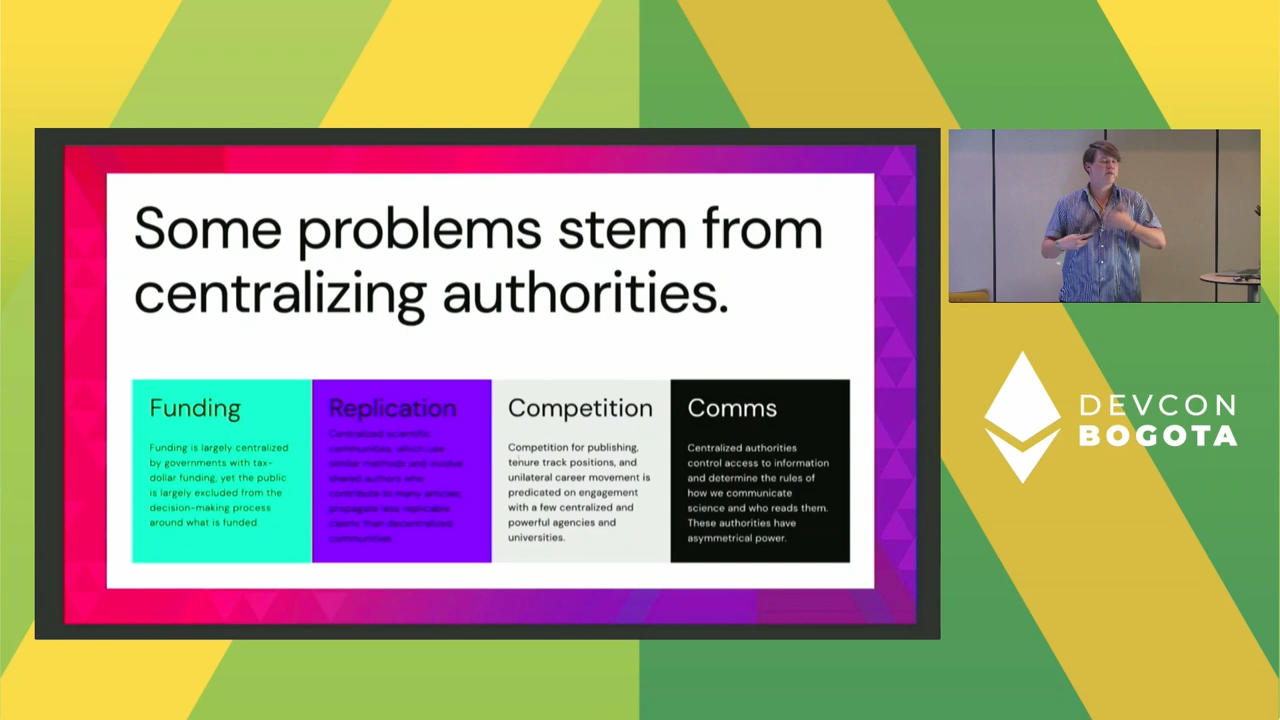 Some problems stem from
centralizing authorities.
Funding
Funding is largely centralized
by governments with tax-
dollar funding, yet the public
is largely excluded from the
decision-making process
around what is funded.
Replication
Centralized scientific
communities, which use
similar methods and involve
shared authors who
contribute to many articles,
propagate less replicable
claims than decentralized
communities.
Competition
Competition for publishing,
tenure track positions, and
unilateral career movement is
predicated on engagement
with a few centralized and
powerful agencies and
universities.
Comms
Centralized authorities
control access to information
and determine the rules of
how we communicate
science and who reads them.
These authorities have
asymmetrical power.
DEVCON
BOGOTA